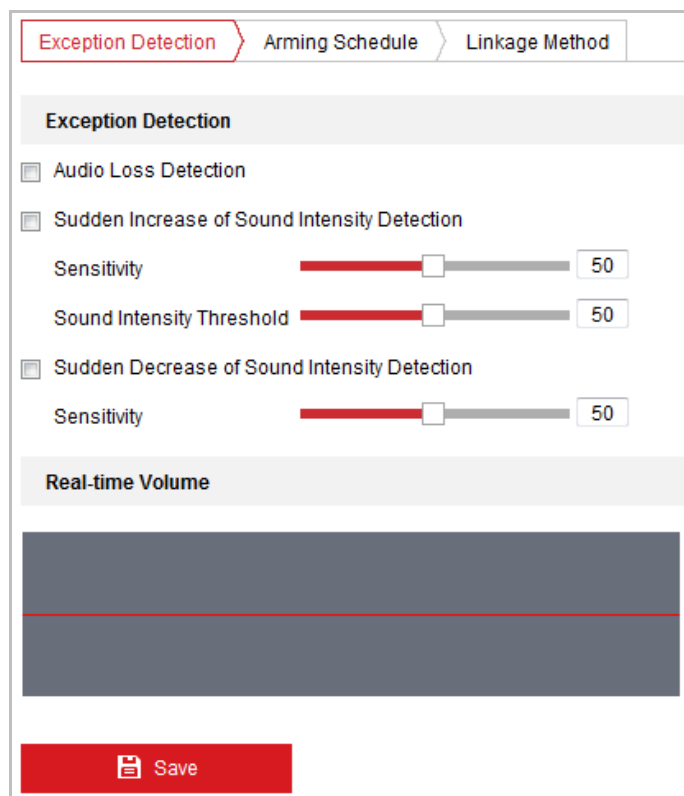 Exception Detection Arming Schedule Linkage Method
Exception Detection
Audio Loss Detection
Sudden Increase of Sound Intensity Detection
Sensitivity 50
Sound Intensity Threshold 50
Sudden Decrease of Sound Intensity Detection
Sensitivity 50
Real-time Volume
Save